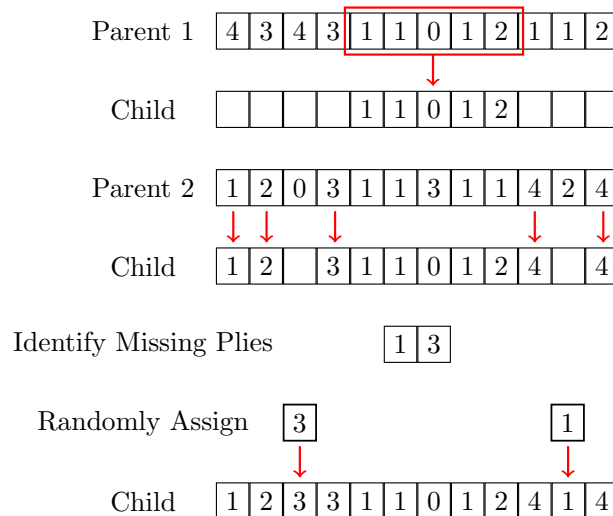 Parent 1 4 3 4 3 1 1 0 1 2 1 1 2
Child 1 1 0 1 2
Parent 2 1 2 0 3 1 1 3 1 1 4 2 4
Child 1 2 3 1 1 0 1 2 4 4
Identify Missing Plies 1 3
Randomly Assign 3 1
Child 1 2 3 3 1 1 0 1 2 4 1 4